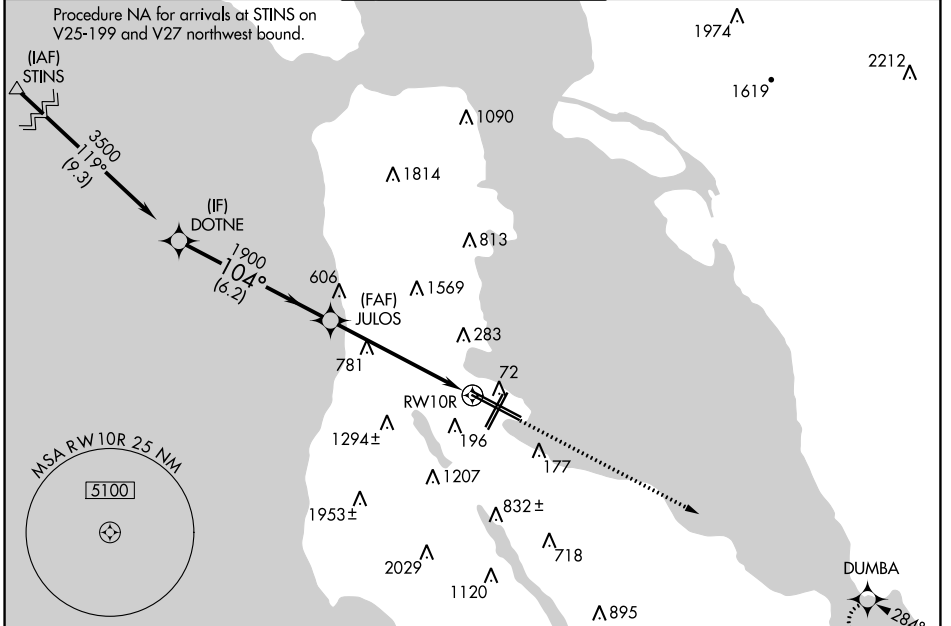 Procedure NA for arrivals at STINS on
V25-199 and V27 northwest bound.
(IAF)
STINS
3500
119°
(9.3)
(IF)
DOTNE
1900
104°
(6.2)
(FAF)
JULOS
1974
2212
1619
1090
1814
813
606
1569
283
781
72
RW10R
1294±
196
177
1207
1953±
832±
718
2029
1120
895
MSA RW10R 25 NM
5100
DUMBA
284°